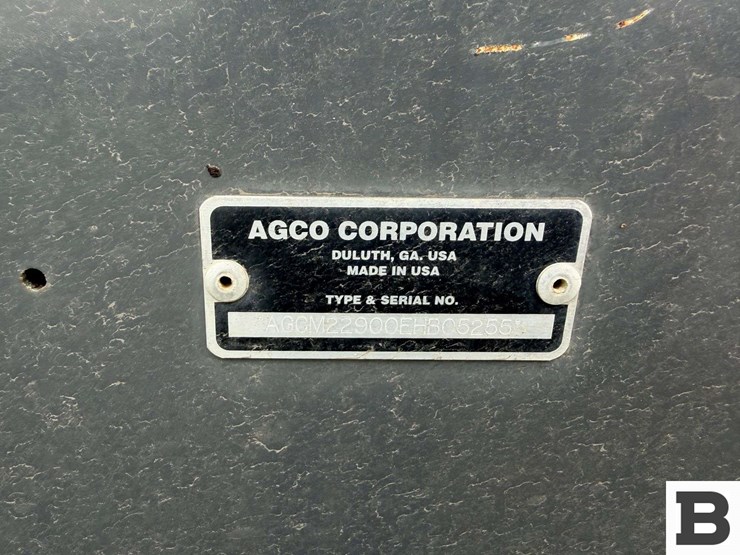 AGCO CORPORATION
DULUTH, GA. USA
MADE IN USA
TYPE & SERIAL NO.
B